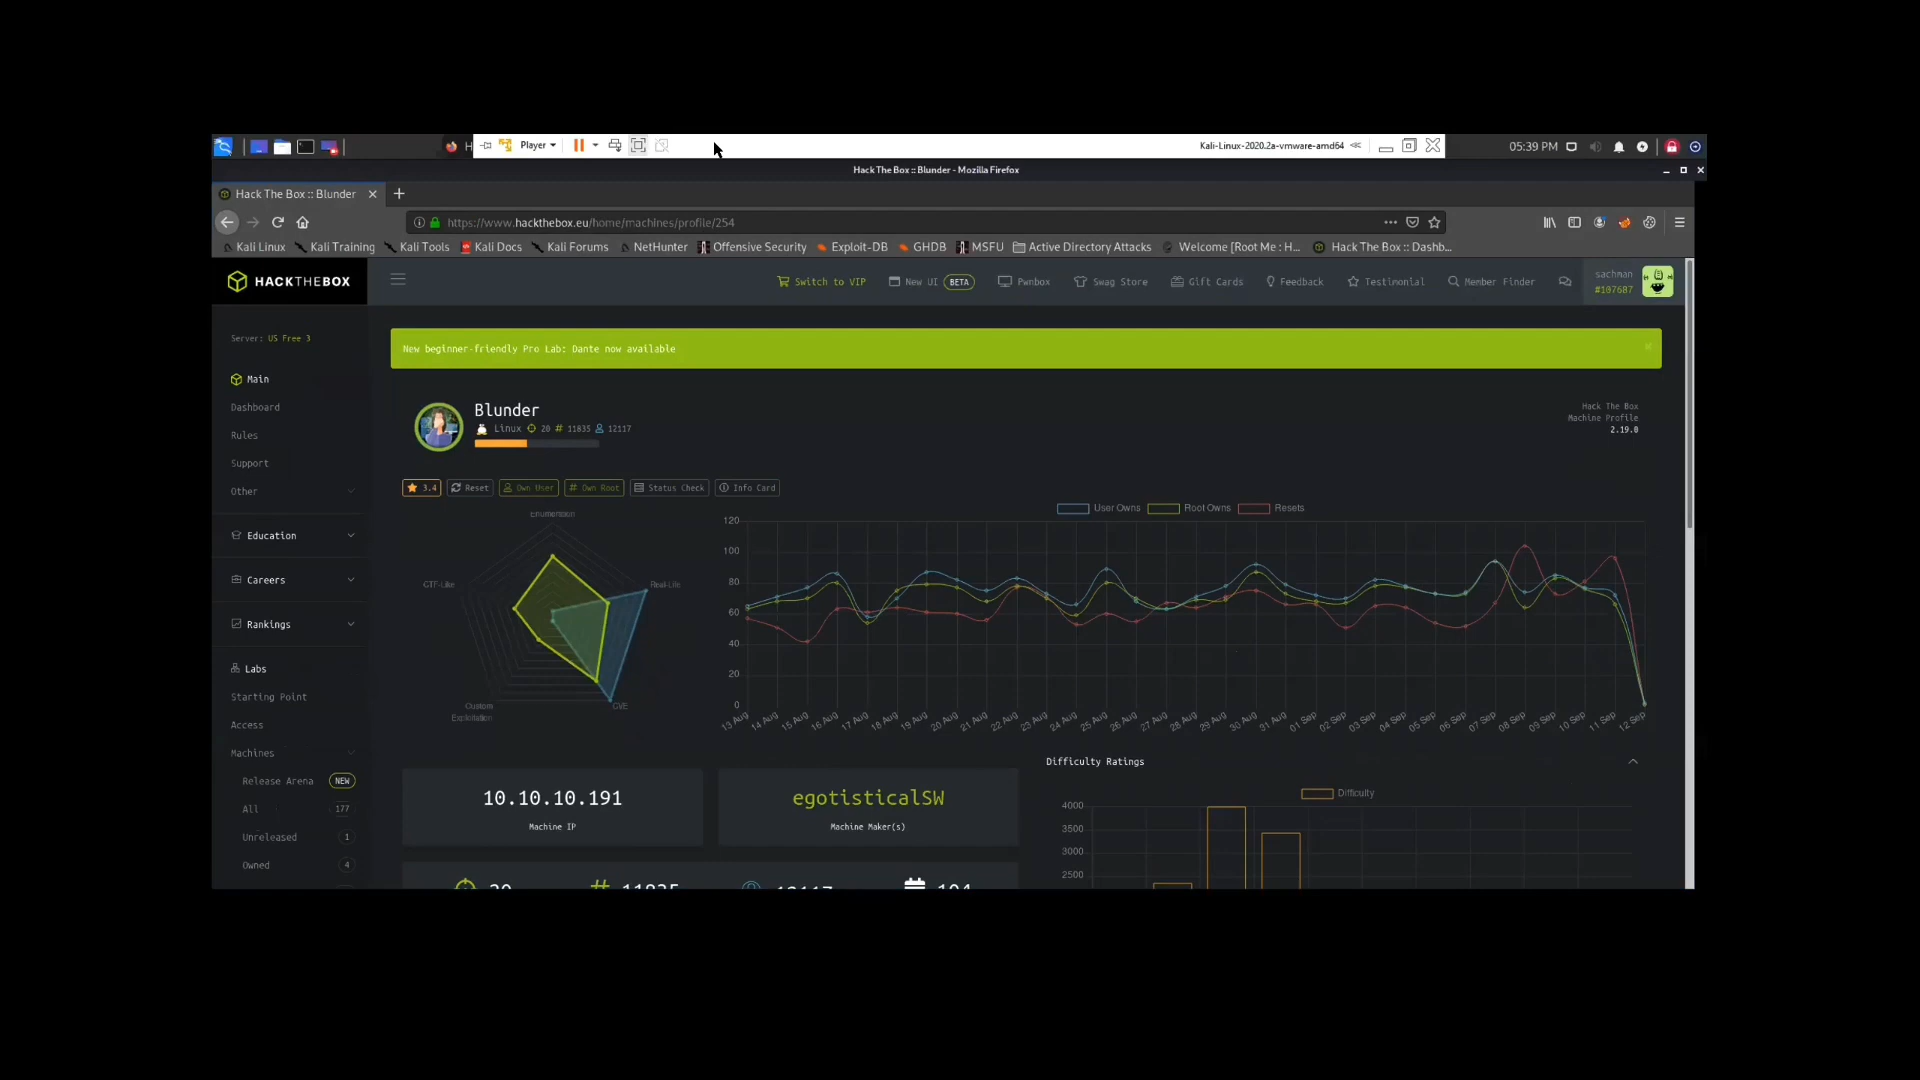 H
Player
Kali-Linux-2020.2a-vmware-amd64
05:39 PM
Hack The Box :: Blunder - Mozilla Firefox
Hack The Box :: Blunder
https://www.hackthebox.eu/home/machines/profile/254
Kali Linux Kali Training Kali Tools Kali Docs Kali Forums NetHunter Offensive Security Exploit-DB GHDB MSFU Active Directory Attacks Welcome [Root Me : H... Hack The Box :: Dashb...
HACKTHEBOX
Switch to VIP New UI BETA Pwnbox Swag Store Gift Cards Feedback Testimonial Member Finder
sachman
#107687
Server: US Free 3
Main
Dashboard
Rules
Support
Other
Education
Careers
Rankings
Labs
Starting Point
Access
Machines
Release Arena NEW
All 177
Unreleased 1
Owned 4
New beginner-friendly Pro Lab: Dante now available
Blunder
Linux 20 # 11835 12117
Hack The Box
Machine Profile
2.19.0
3.4 Reset Own User # Own Root Status Check Info Card
Enumeration
CTF-Like
Real-Life
Custom
Exploitation
CVE
User Owns Root Owns Resets
120
100
80
60
40
20
0
13 Aug 14 Aug 15 Aug 16 Aug 17 Aug 18 Aug 19 Aug 20 Aug 21 Aug 22 Aug 23 Aug 24 Aug 25 Aug 26 Aug 27 Aug 28 Aug 29 Aug 30 Aug 31 Aug 01 Sep 02 Sep 03 Sep 04 Sep 05 Sep 06 Sep 07 Sep 08 Sep 09 Sep 10 Sep 11 Sep 12 Sep
10.10.10.191
Machine IP
egotisticalSW
Machine Maker(s)
Difficulty Ratings
Difficulty
4000
3500
3000
2500
20 # 11835 12117 104